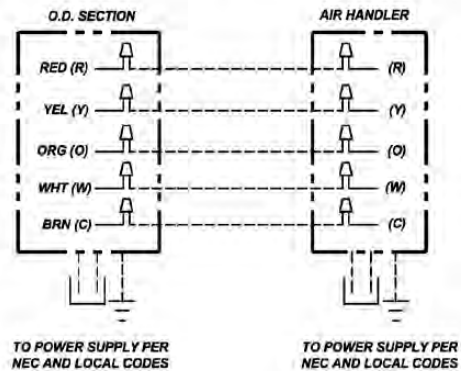 O.D. SECTION
AIR HANDLER
RED (R)
(R)
YEL (Y)
(Y)
ORG (O)
(O)
WHT (W)
(W)
BRN (C)
(C)
TO POWER SUPPLY PER
NEC AND LOCAL CODES
TO POWER SUPPLY PER
NEC AND LOCAL CODES